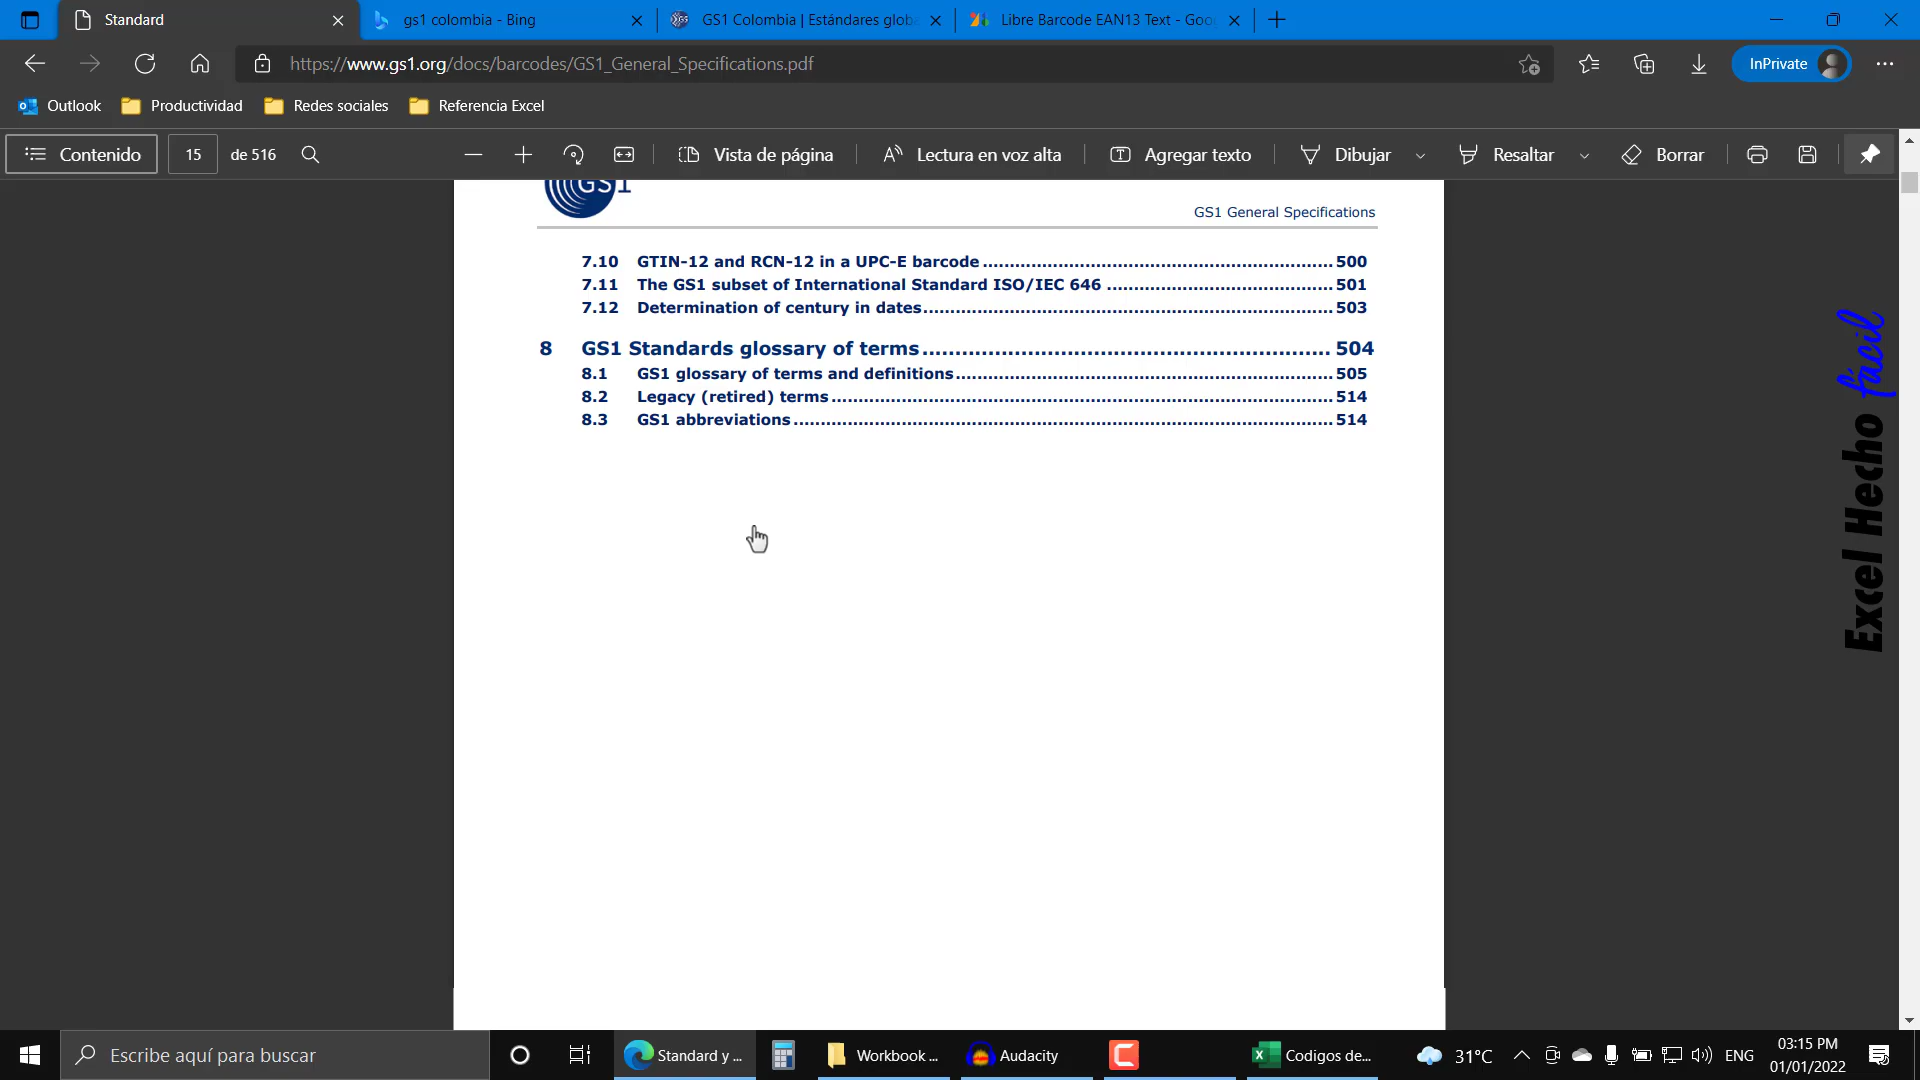 Standard
gs1 colombia - Bing
GS1 Colombia | Estándares globa
Libre Barcode EAN13 Text - Goo
https://www.gs1.org/docs/barcodes/GS1_General_Specifications.pdf
InPrivate
Outlook
Productividad
Redes sociales
Referencia Excel
Contenido
15
de 516
Vista de página
Lectura en voz alta
Agregar texto
Dibujar
Resaltar
Borrar
GS1
GS1 General Specifications
7.10 GTIN-12 and RCN-12 in a UPC-E barcode 500
7.11 The GS1 subset of International Standard ISO/IEC 646 501
7.12 Determination of century in dates 503
8 GS1 Standards glossary of terms 504
8.1 GS1 glossary of terms and definitions 505
8.2 Legacy (retired) terms 514
8.3 GS1 abbreviations 514
Excel Hecho fácil
Escribe aquí para buscar
Standard y ...
Workbook ...
Audacity
Codigos de...
31°C
ENG
03:15 PM
01/01/2022